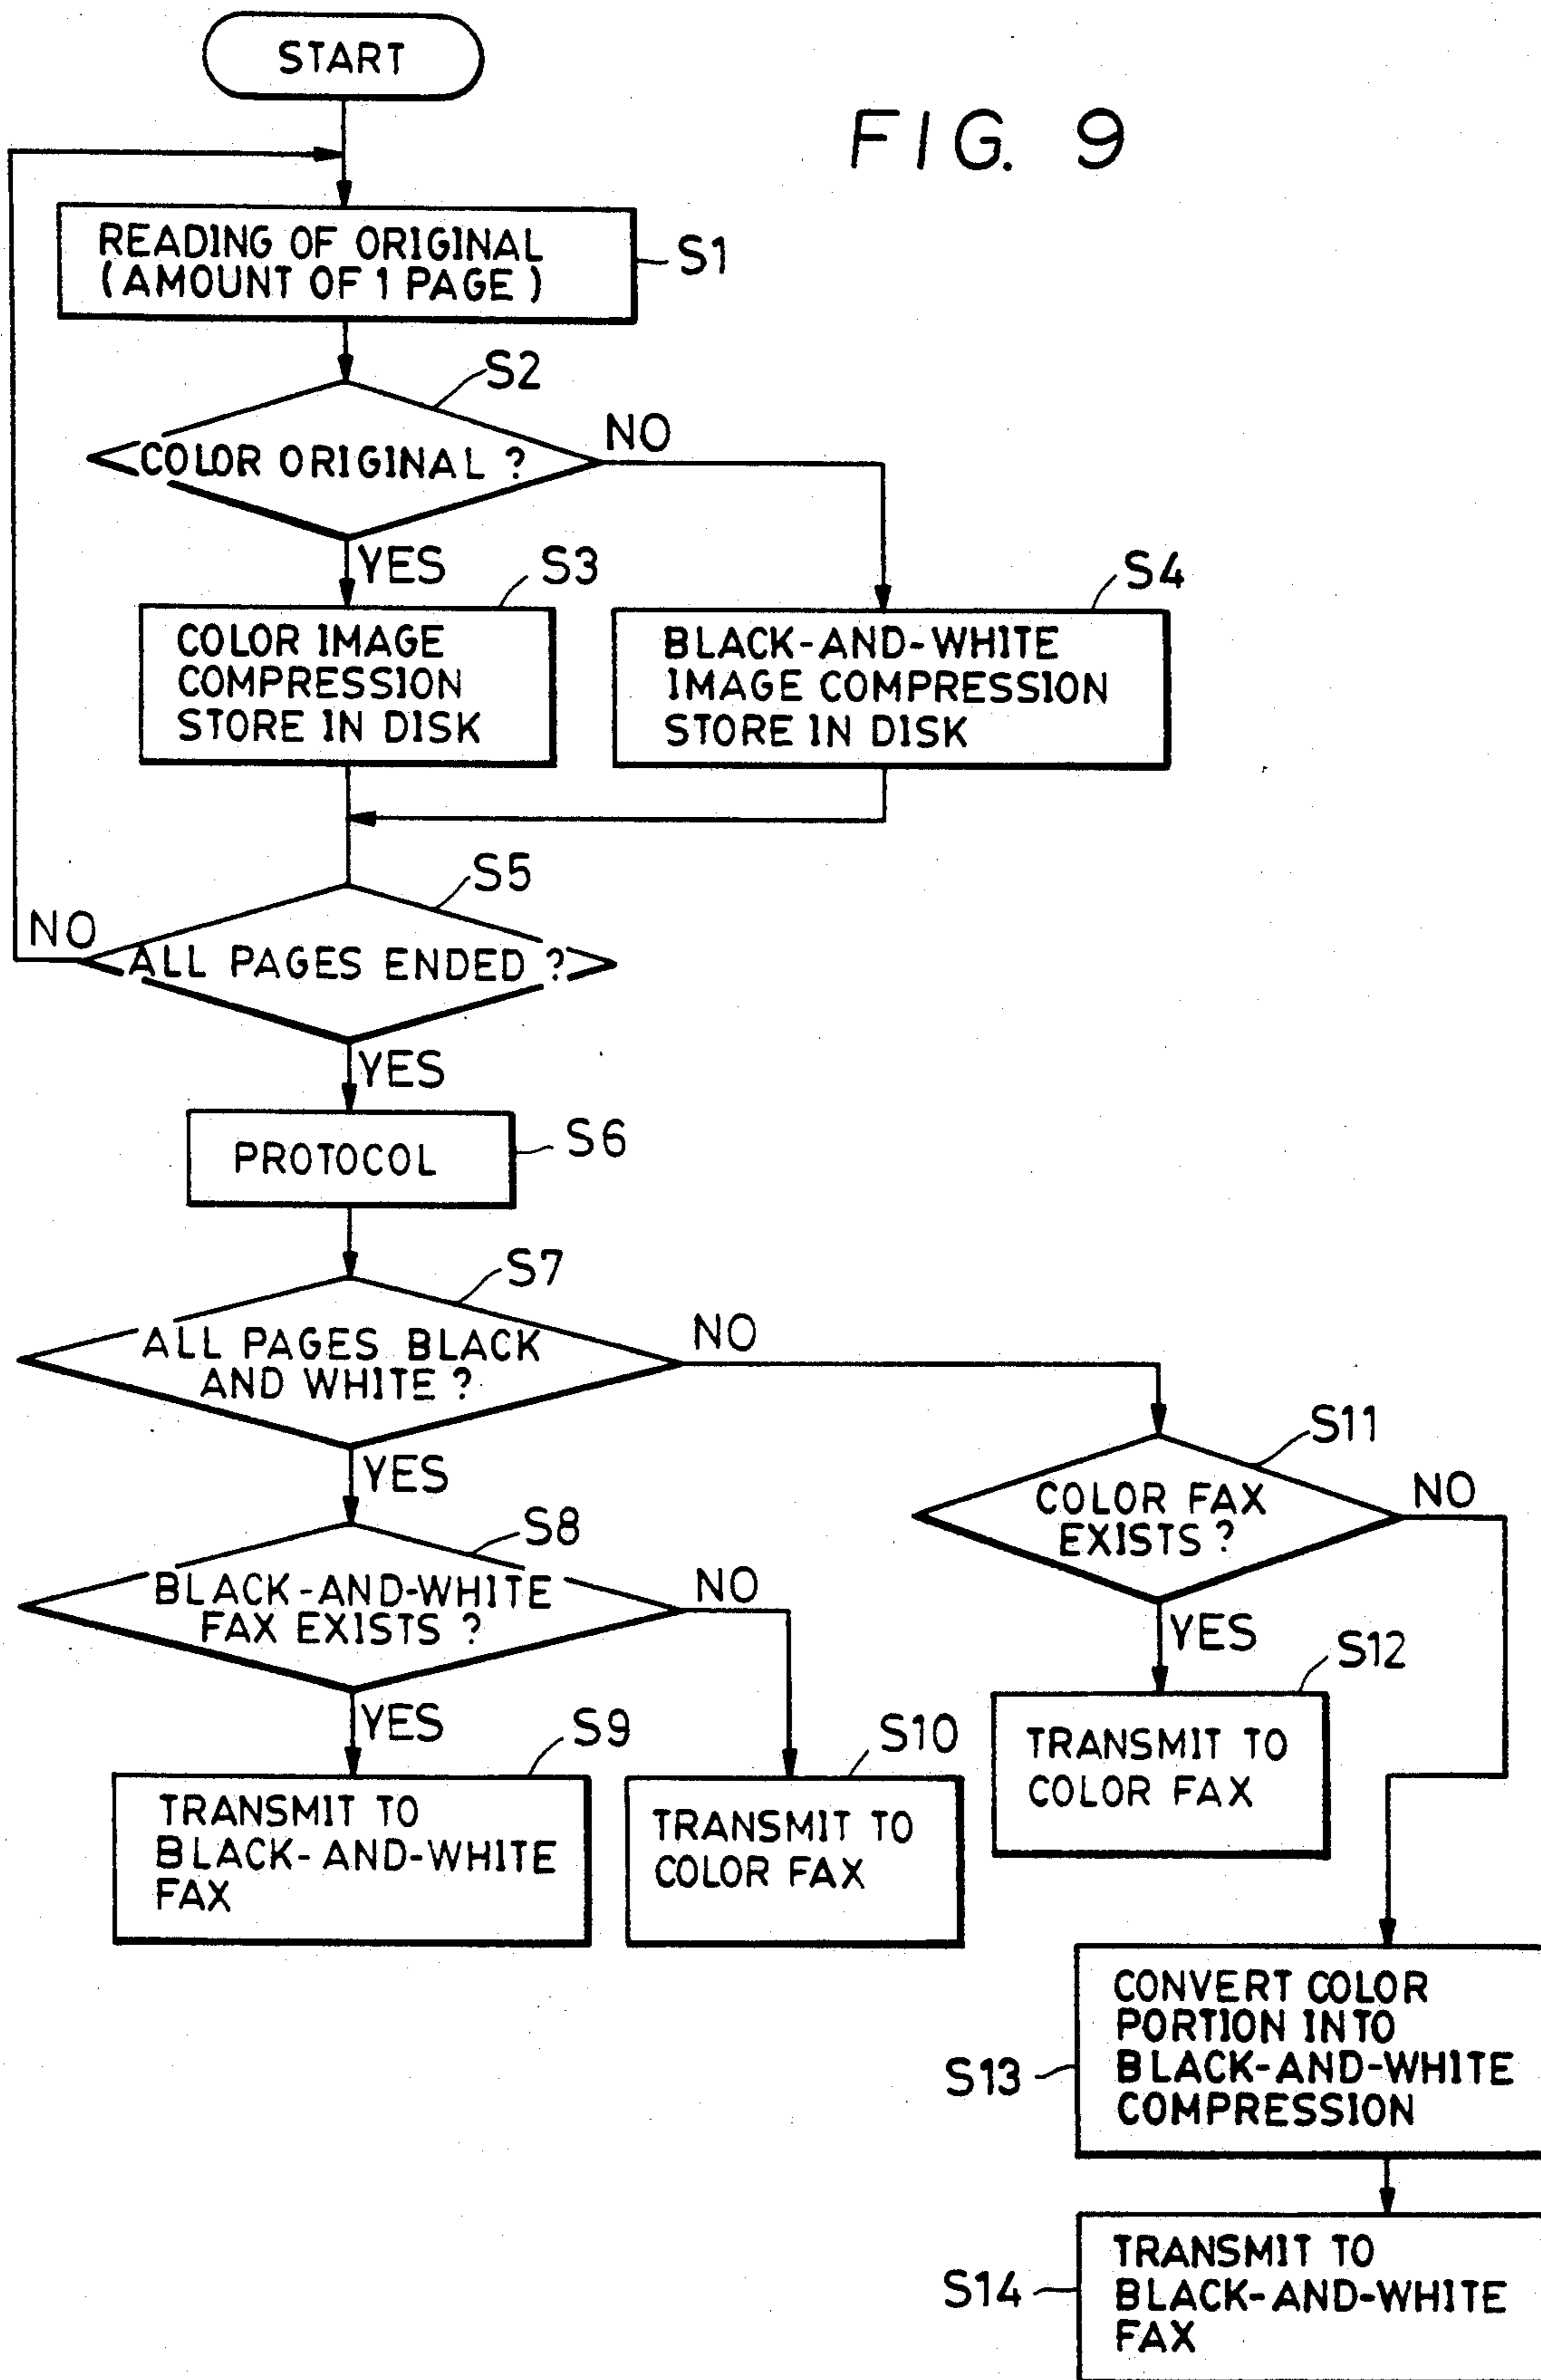 START
FIG. 9
READING OF ORIGINAL
(AMOUNT OF 1 PAGE)
S1
S2
COLOR ORIGINAL ?
NO
YES
S3
S4
COLOR IMAGE
COMPRESSION
STORE IN DISK
BLACK-AND-WHITE
IMAGE COMPRESSION
STORE IN DISK
S5
NO
ALL PAGES ENDED ?
YES
PROTOCOL
S6
S7
ALL PAGES BLACK
AND WHITE ?
NO
YES
S11
COLOR FAX
EXISTS ?
NO
S8
BLACK-AND-WHITE
FAX EXISTS ?
NO
YES
YES
S12
TRANSMIT TO
COLOR FAX
S9
TRANSMIT TO
BLACK-AND-WHITE
FAX
S10
TRANSMIT TO
COLOR FAX
CONVERT COLOR
PORTION INTO
BLACK-AND-WHITE
COMPRESSION
S13
TRANSMIT TO
BLACK-AND-WHITE
FAX
S14